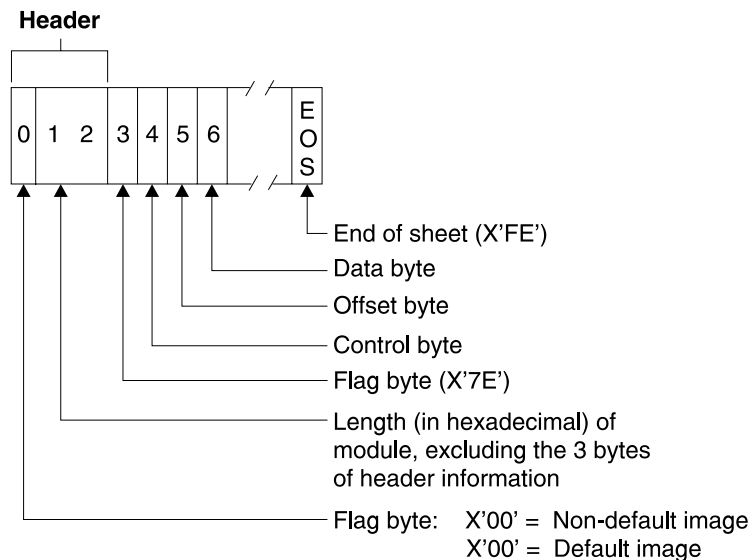 Header
0 1 2 3 4 5 6
E
O
S
End of sheet (X'FE')
Data byte
Offset byte
Control byte
Flag byte (X'7E')
Length (in hexadecimal) of
module, excluding the 3 bytes
of header information
Flag byte: X'00' = Non-default image
X'00' = Default image